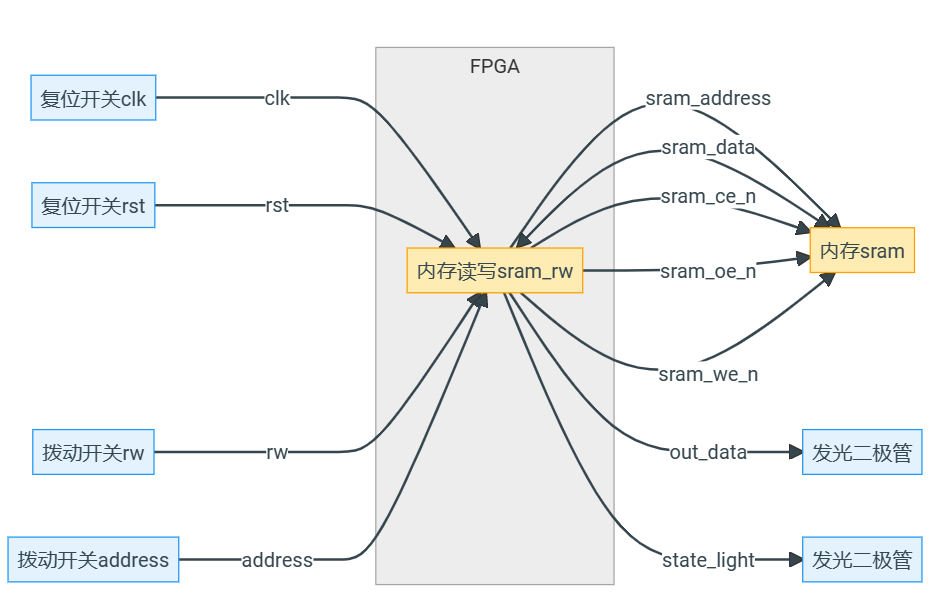 FPGA
复位开关clk
clk
sram_address
sram_data
复位开关rst
rst
sram_ce_n
内存读写sram_rw
sram_oe_n
内存sram
sram_we_n
拨动开关rw
rw
out_data
发光二极管
拨动开关address
address
state_light
发光二极管